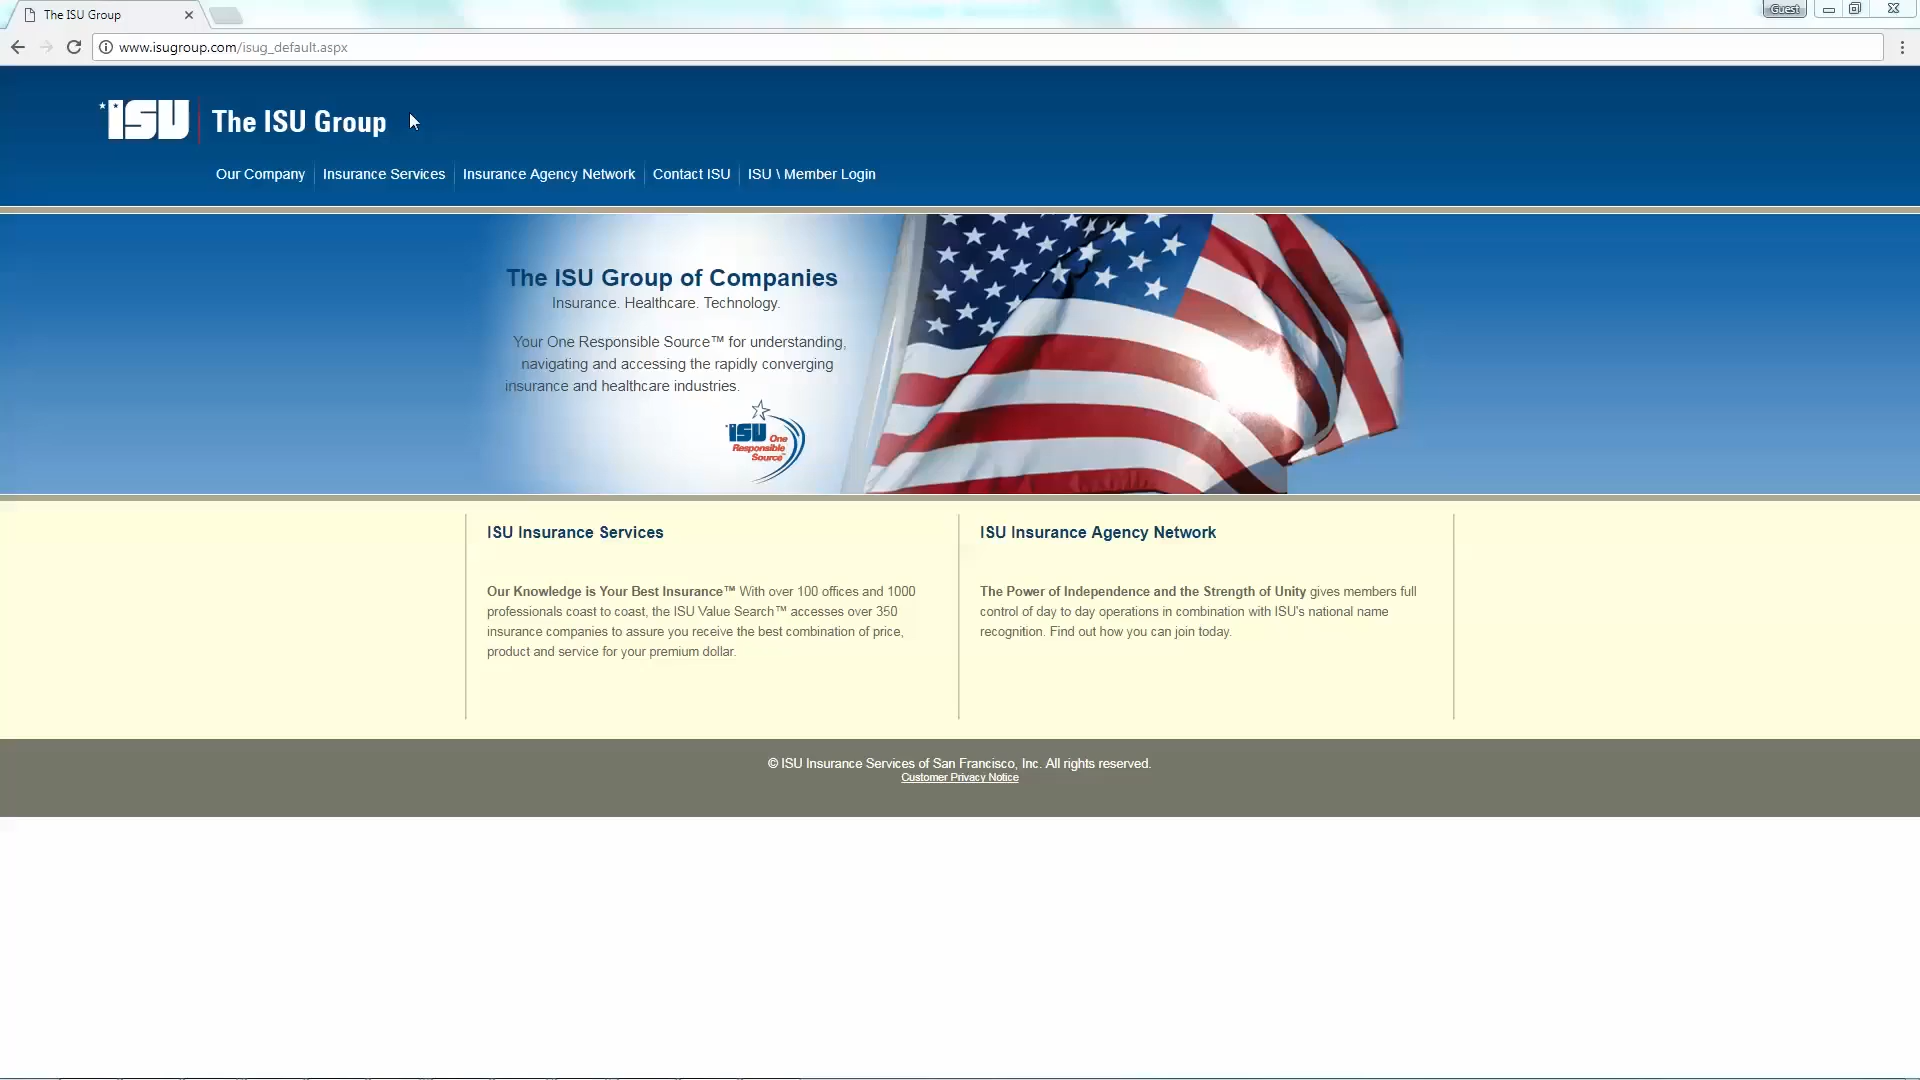 The ISU Group
Guest
www.isugroup.com/isug_default.aspx
ISU The ISU Group
Our Company Insurance Services Insurance Agency Network Contact ISU ISU \ Member Login
The ISU Group of Companies
Insurance. Healthcare. Technology.
Your One Responsible Source™ for understanding,
navigating and accessing the rapidly converging
insurance and healthcare industries.
ISU One
Responsible
Source™
ISU Insurance Services
Our Knowledge is Your Best Insurance™ With over 100 offices and 1000
professionals coast to coast, the ISU Value Search™ accesses over 350
insurance companies to assure you receive the best combination of price,
product and service for your premium dollar.
ISU Insurance Agency Network
The Power of Independence and the Strength of Unity gives members full
control of day to day operations in combination with ISU's national name
recognition. Find out how you can join today.
© ISU Insurance Services of San Francisco, Inc. All rights reserved.
Customer Privacy Notice